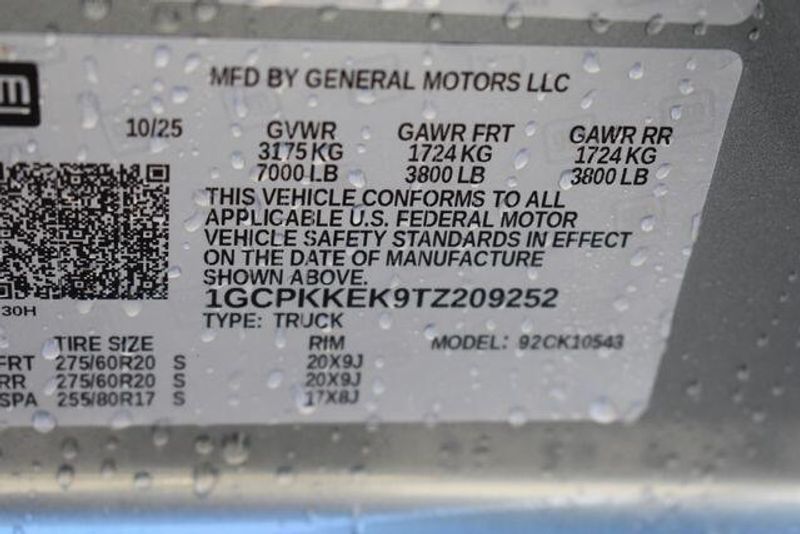 m
MFD BY GENERAL MOTORS LLC
10/25 GVWR GAWR FRT GAWR RR
3175 KG 1724 KG 1724 KG
7000 LB 3800 LB 3800 LB
THIS VEHICLE CONFORMS TO ALL
APPLICABLE U.S. FEDERAL MOTOR
VEHICLE SAFETY STANDARDS IN EFFECT
ON THE DATE OF MANUFACTURE
SHOWN ABOVE.
1GCPKKEK9TZ209252
30H
TYPE: TRUCK MODEL: 92CK10543
TIRE SIZE RIM
FRT 275/60R20 S 20X9J
RR 275/60R20 S 20X9J
SPA 255/80R17 S 17X8J